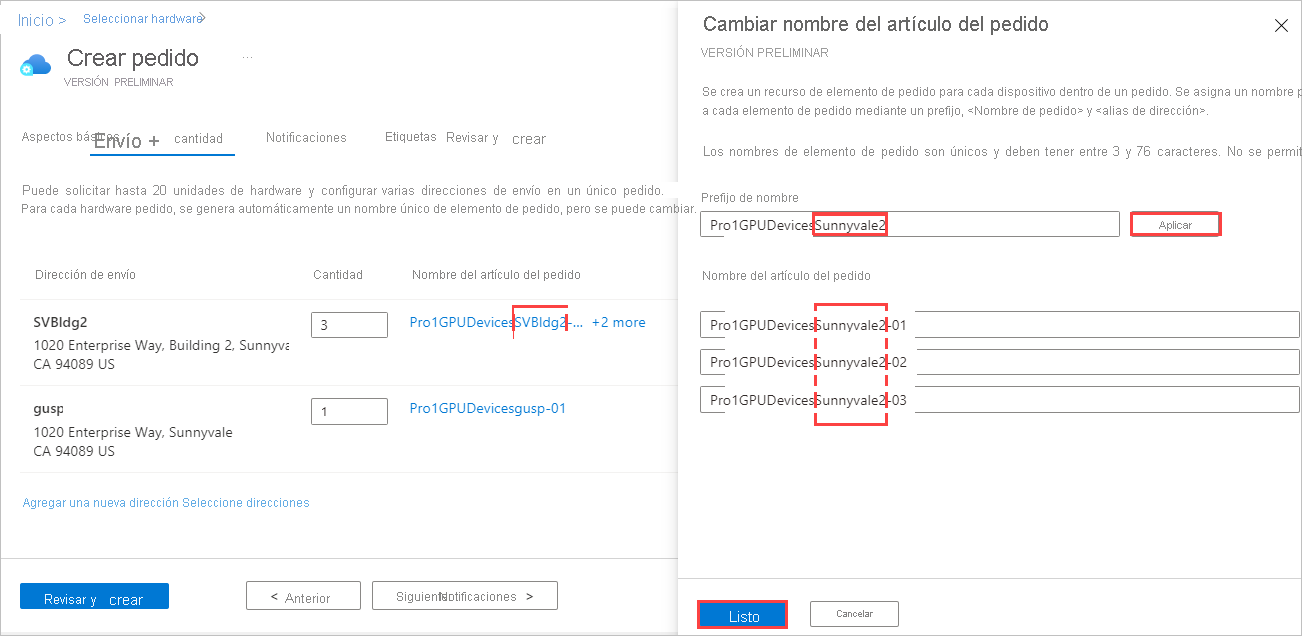 Inicio > Seleccionar hardware >
Crear pedido ...
VERSIÓN PRELIMINAR
Aspectos básicos Envío + cantidad Notificaciones Etiquetas Revisar y crear
Puede solicitar hasta 20 unidades de hardware y configurar varias direcciones de envío en un único pedido.
Para cada hardware pedido, se genera automáticamente un nombre único de elemento de pedido, pero se puede cambiar.
Dirección de envío Cantidad Nombre del artículo del pedido
SVBldg2 3 Pro1GPUDevicesSVBldg2-... +2 more
1020 Enterprise Way, Building 2, Sunnyva
CA 94089 US
gusp 1 Pro1GPUDevicesgusp-01
1020 Enterprise Way, Sunnyvale
CA 94089 US
Agregar una nueva dirección Seleccione direcciones
Revisar y crear < Anterior Siguiente: Notificaciones >
Cambiar nombre del artículo del pedido
VERSIÓN PRELIMINAR
Se crea un recurso de elemento de pedido para cada dispositivo dentro de un pedido. Se asigna un nombre p
a cada elemento de pedido mediante un prefijo, <Nombre de pedido> y <alias de dirección>.
Los nombres de elemento de pedido son únicos y deben tener entre 3 y 76 caracteres. No se permit
Prefijo de nombre
Pro1GPUDevicesSunnyvale2 Aplicar
Nombre del artículo del pedido
Pro1GPUDevicesSunnyvale2-01
Pro1GPUDevicesSunnyvale2-02
Pro1GPUDevicesSunnyvale2-03
Listo Cancelar